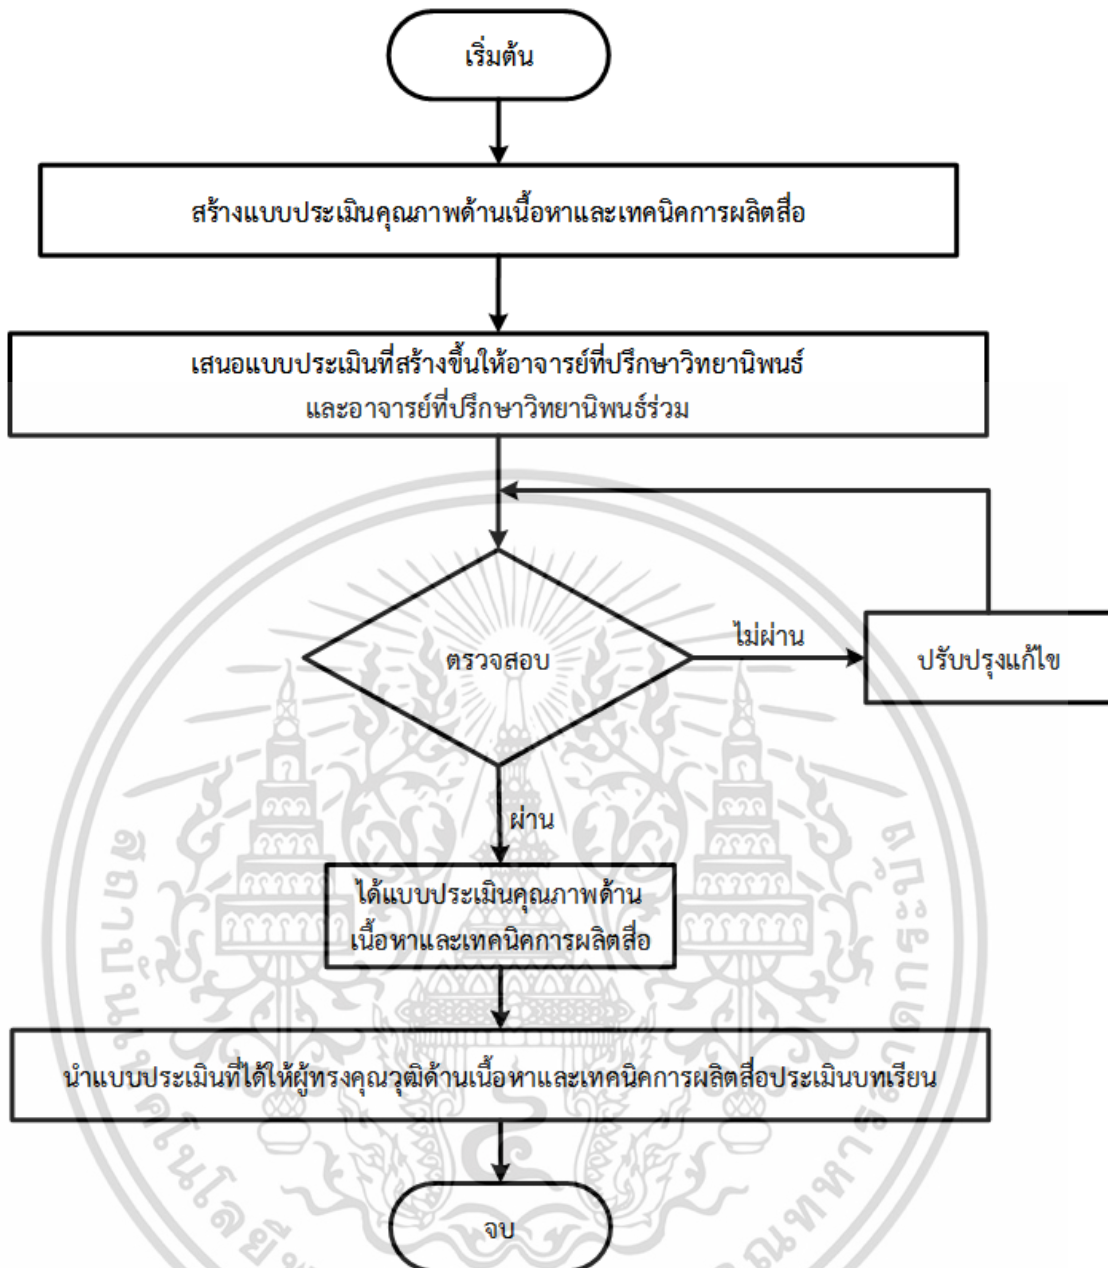 เริ่มต้น
สร้างแบบประเมินคุณภาพด้านเนื้อหาและเทคนิคการผลิตสื่อ
เสนอแบบประเมินที่สร้างขึ้นให้อาจารย์ที่ปรึกษาวิทยานิพนธ์
และอาจารย์ที่ปรึกษาวิทยานิพนธ์ร่วม
ตรวจสอบ
ไม่ผ่าน
ปรับปรุงแก้ไข
ผ่าน
ได้แบบประเมินคุณภาพด้าน
เนื้อหาและเทคนิคการผลิตสื่อ
นำแบบประเมินที่ได้ให้ผู้ทรงคุณวุฒิด้านเนื้อหาและเทคนิคการผลิตสื่อประเมินบทเรียน
จบ